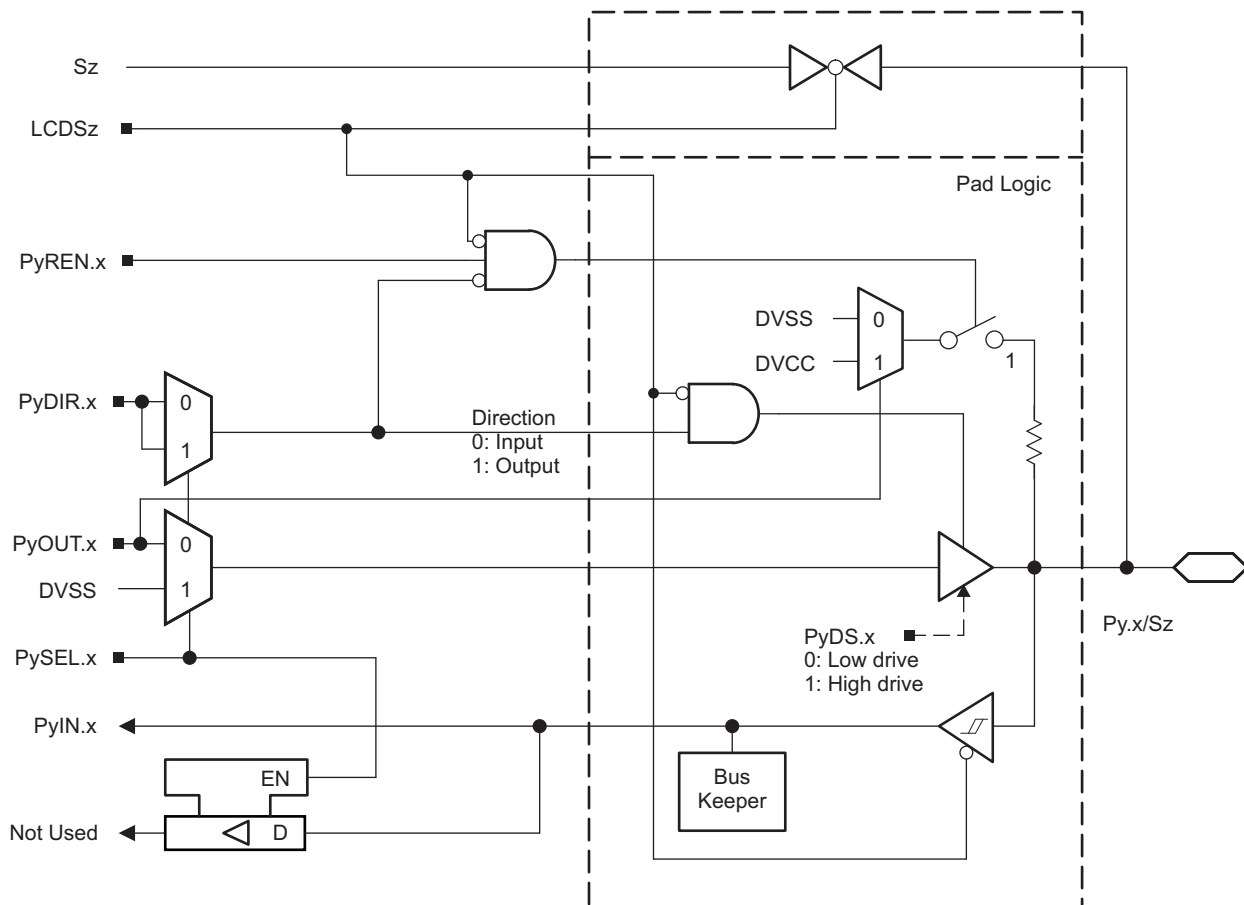 Sz
LCDSz
Pad Logic
PyREN.x
DVSS
0
DVCC
1
1
PyDIR.x
0
1
Direction
0: Input
1: Output
PyOUT.x
0
DVSS
1
PySEL.x
PyDS.x
0: Low drive
1: High drive
Py.x/Sz
PyIN.x
EN
Bus
Keeper
Not Used
D